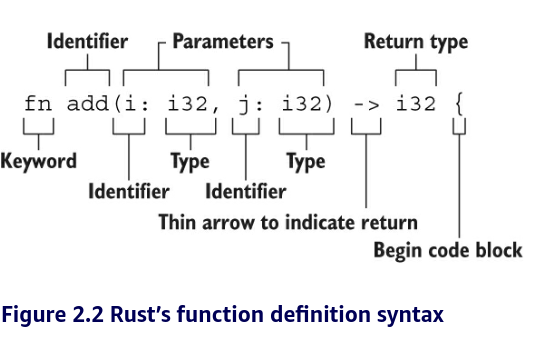 Identifier Parameters Return type
fn add(i: i32, j: i32) -> i32 {
Keyword Type Type
Identifier Identifier
Thin arrow to indicate return
Begin code block
Figure 2.2 Rust’s function definition syntax